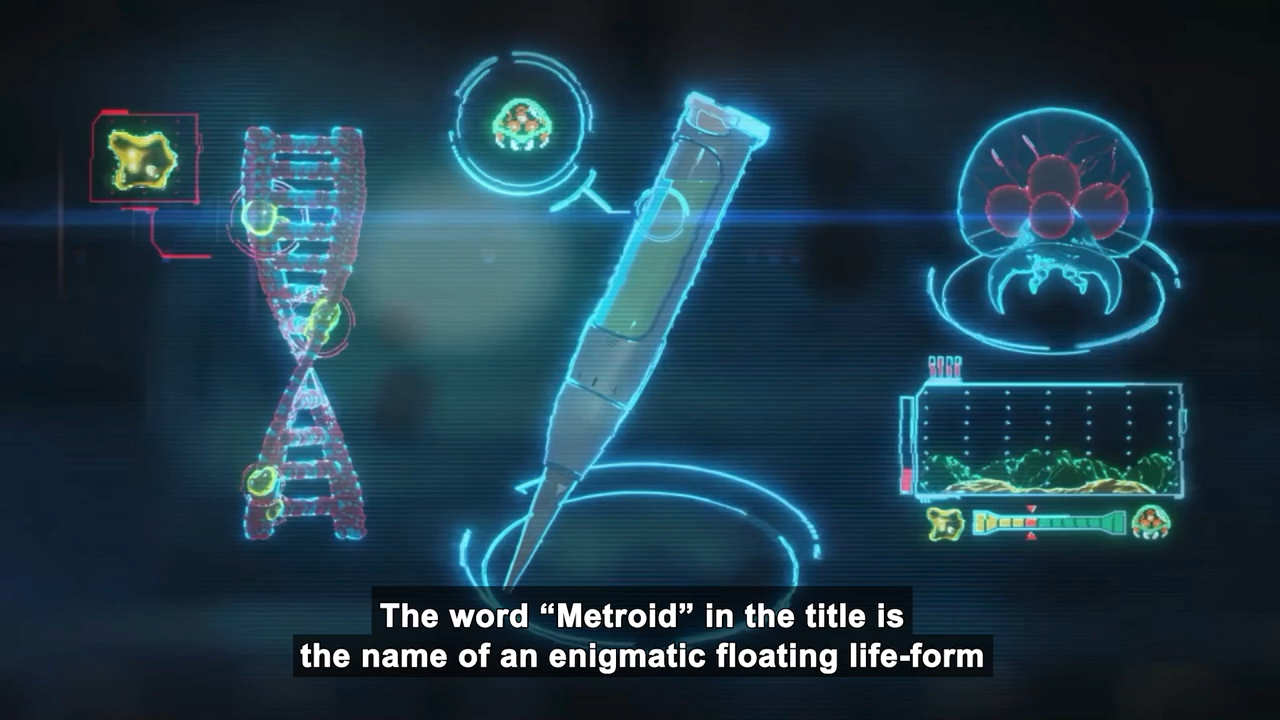 The word “Metroid” in the title is
the name of an enigmatic floating life-form